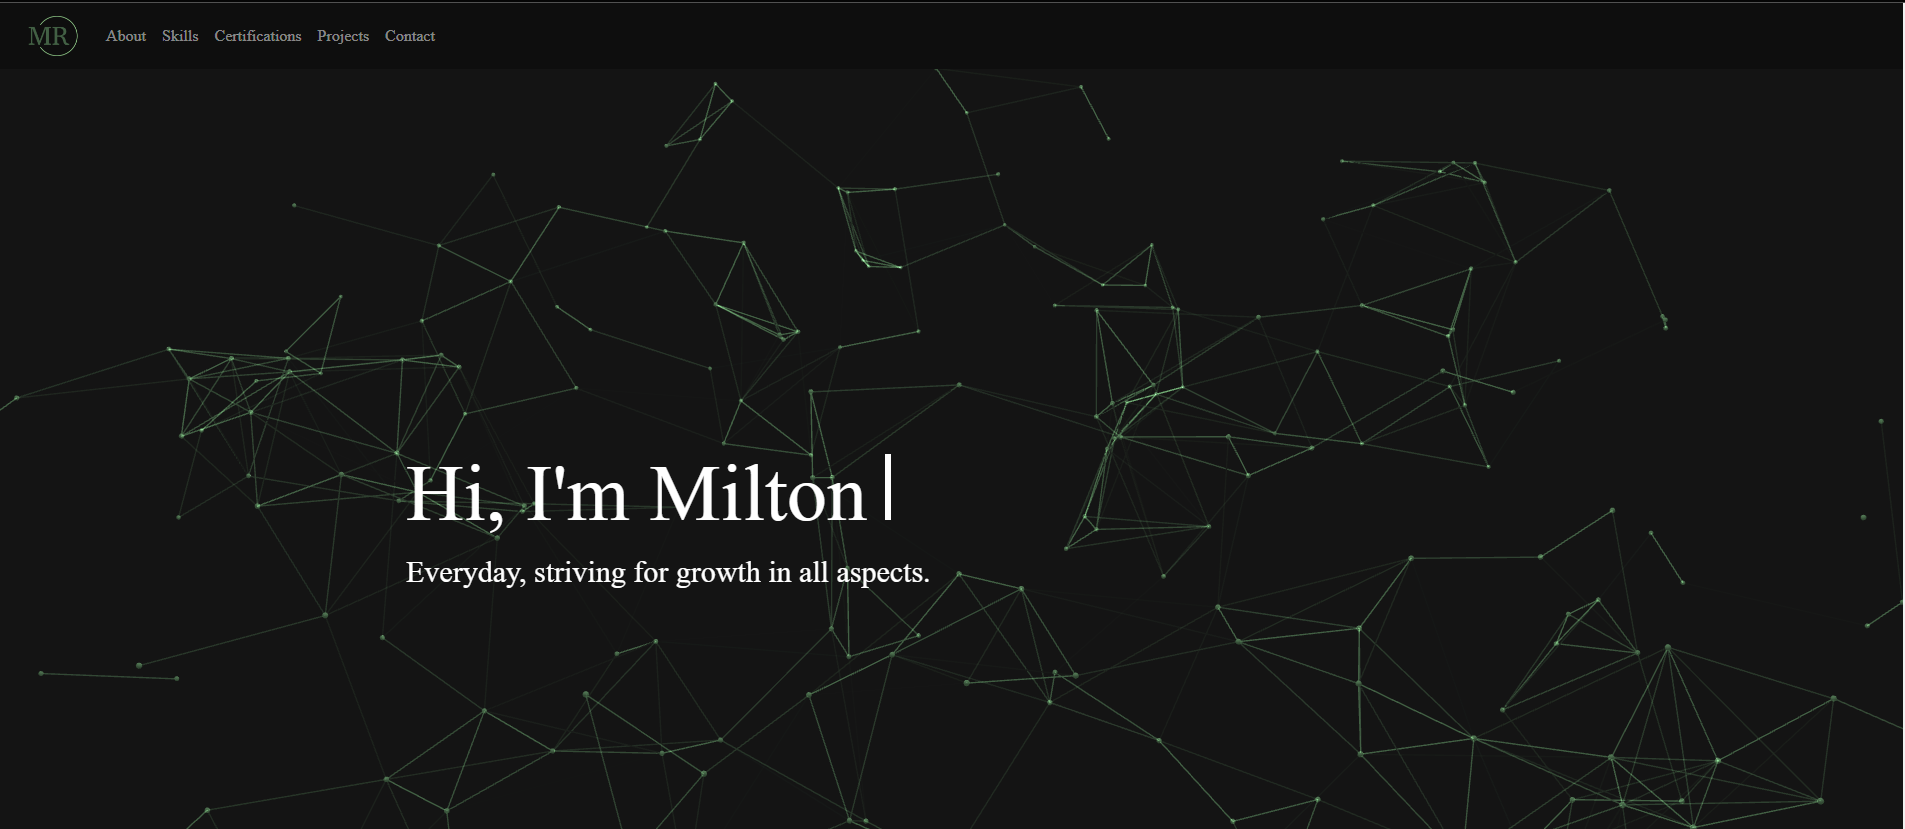 MR
About Skills Certifications Projects Contact
Hi, I'm Milton
Everyday, striving for growth in all aspects.